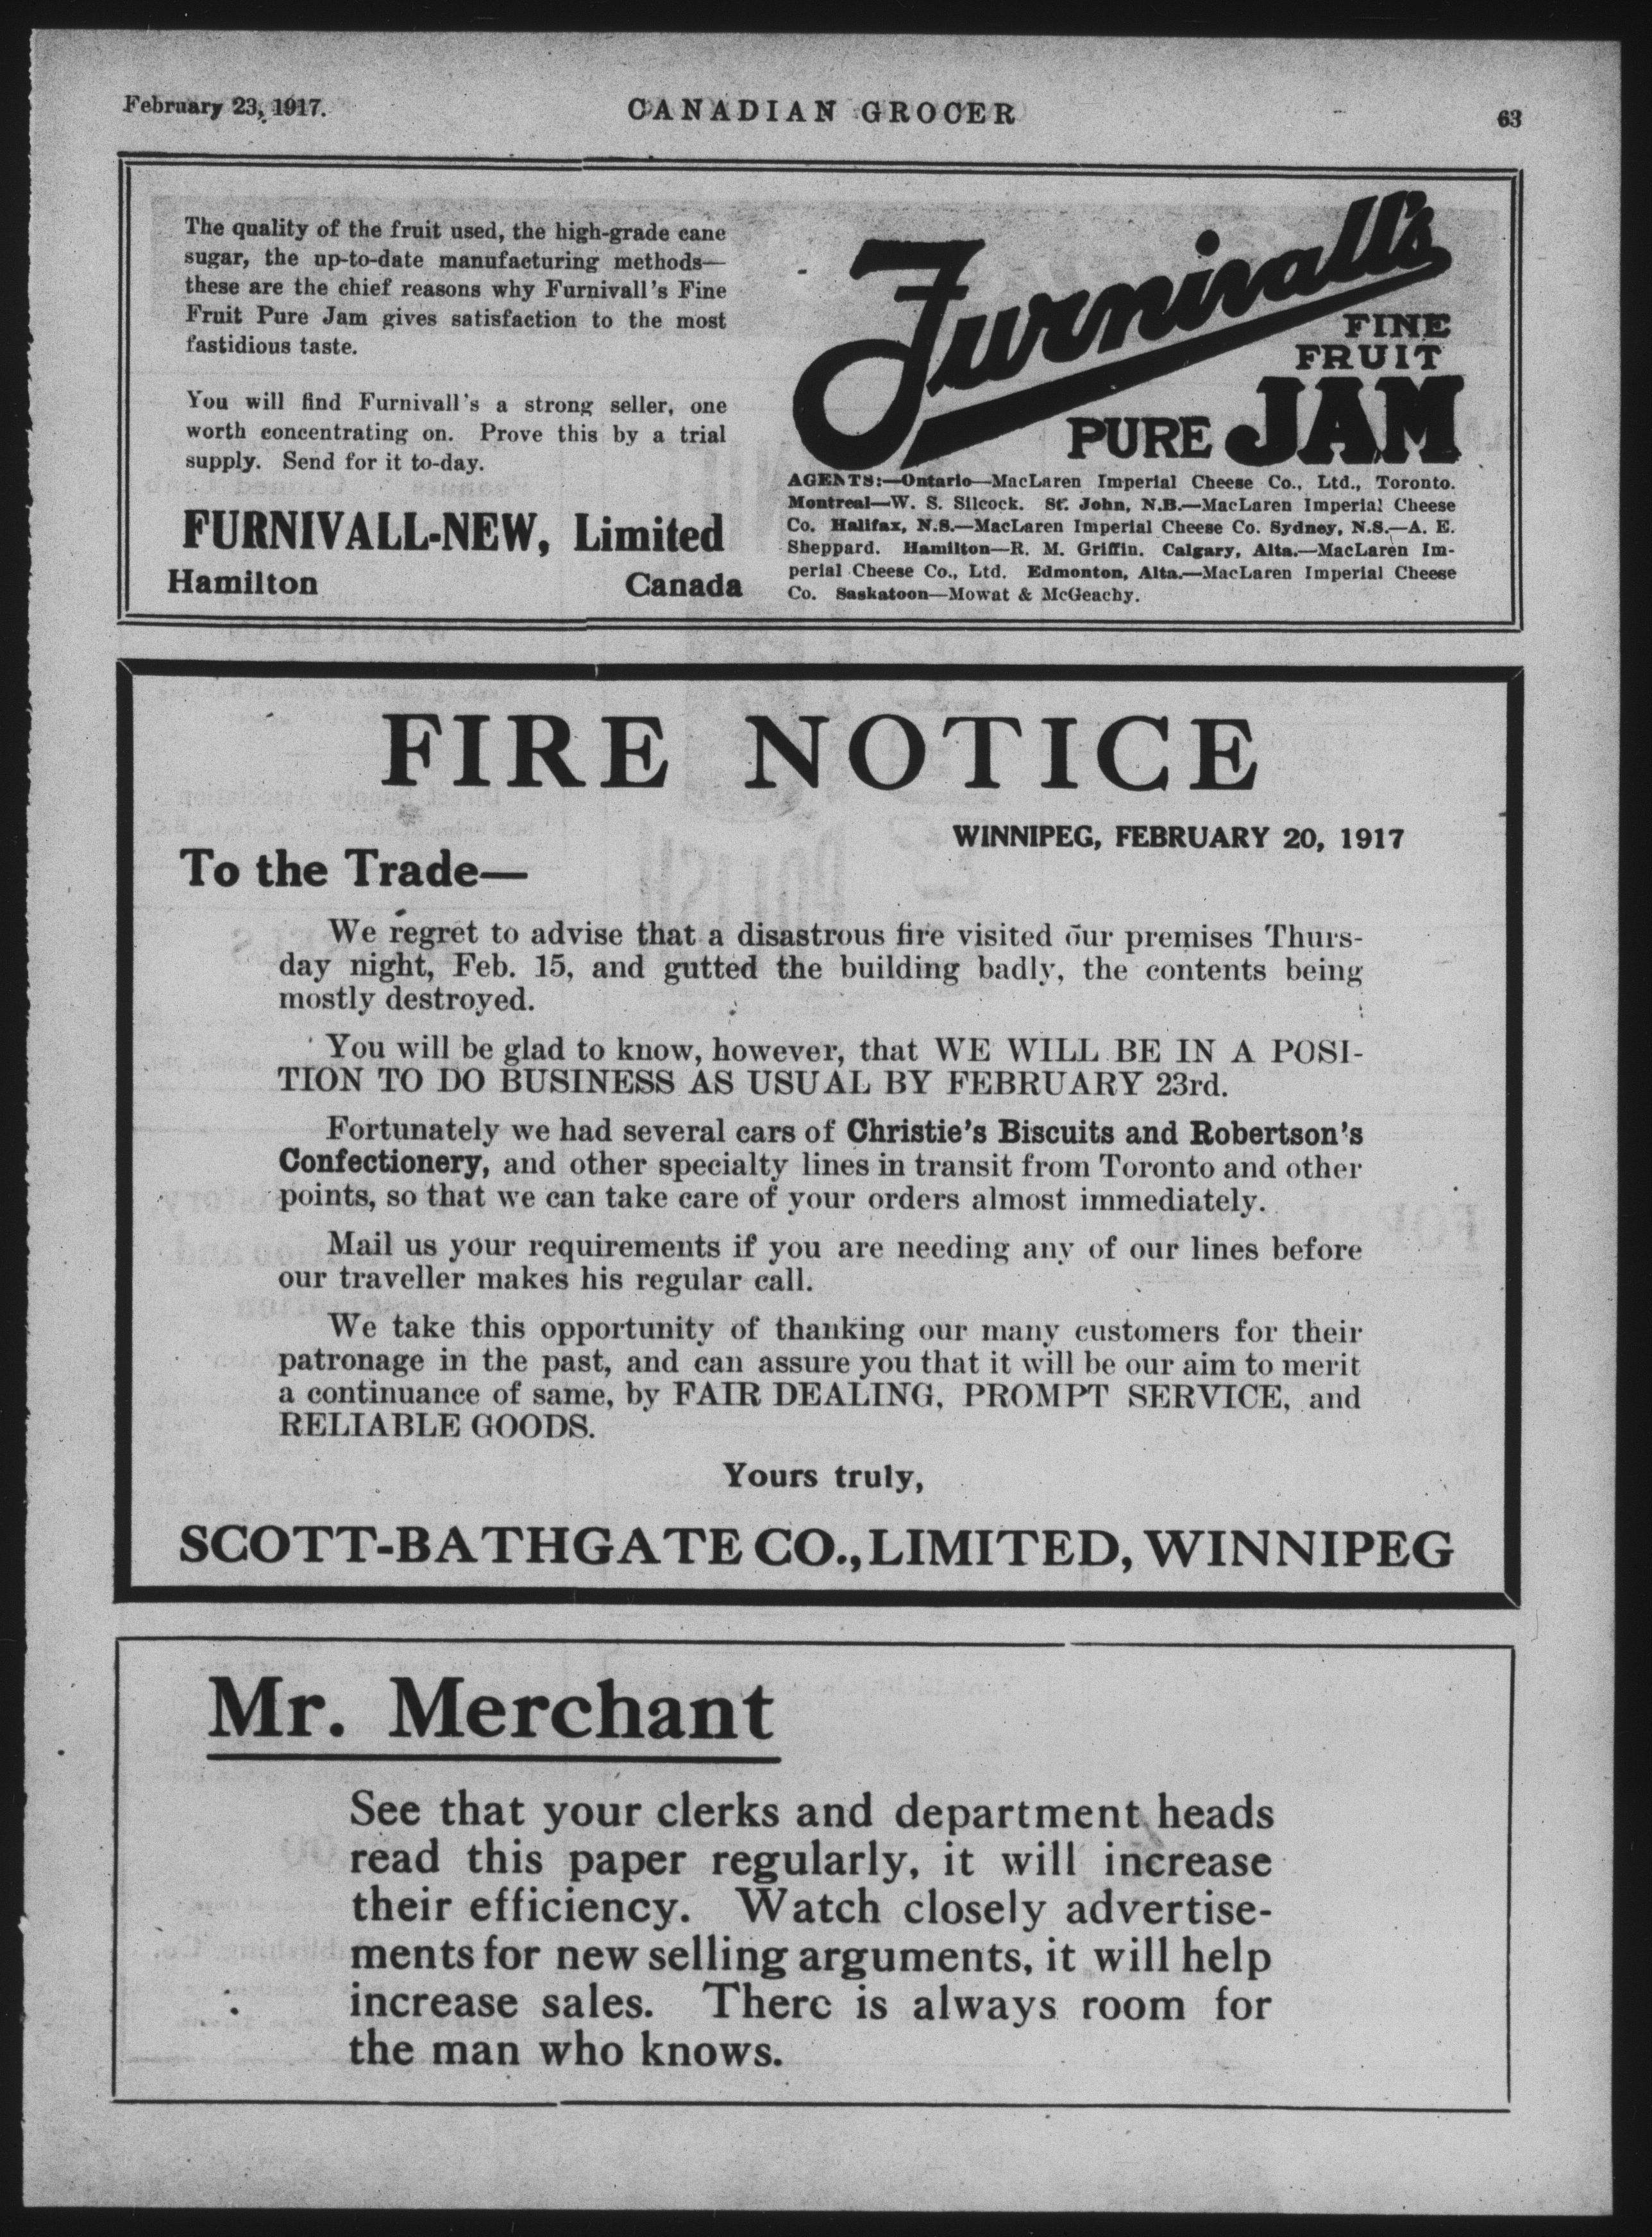 February 23, 1917.
CANADIAN GROCER
63
The quality of the fruit used, the high-grade cane
sugar, the up-to-date manufacturing methods—
these are the chief reasons why Furnivall's Fine
Fruit Pure Jam gives satisfaction to the most
fastidious taste.
You will find Furnivall's a strong seller, one
worth concentrating on. Prove this by a trial
supply. Send for it to-day.
FURNIVALL-NEW, Limited
Hamilton Canada
Furnivall's
FINE
FRUIT
PURE JAM
AGENTS:—Ontario—MacLaren Imperial Cheese Co., Ltd., Toronto.
Montreal—W. S. Silcock. St. John, N.B.—MacLaren Imperial Cheese
Co. Halifax, N.S.—MacLaren Imperial Cheese Co. Sydney, N.S.—A. E.
Sheppard. Hamilton—R. M. Griffin. Calgary, Alta.—MacLaren Im-
perial Cheese Co., Ltd. Edmonton, Alta.—MacLaren Imperial Cheese
Co. Saskatoon—Mowat & McGeachy.
FIRE NOTICE
WINNIPEG, FEBRUARY 20, 1917
To the Trade—
We regret to advise that a disastrous fire visited our premises Thurs-
day night, Feb. 15, and gutted the building badly, the contents being
mostly destroyed.
You will be glad to know, however, that WE WILL BE IN A POSI-
TION TO DO BUSINESS AS USUAL BY FEBRUARY 23rd.
Fortunately we had several cars of Christie's Biscuits and Robertson's
Confectionery, and other specialty lines in transit from Toronto and other
points, so that we can take care of your orders almost immediately.
Mail us your requirements if you are needing any of our lines before
our traveller makes his regular call.
We take this opportunity of thanking our many customers for their
patronage in the past, and can assure you that it will be our aim to merit
a continuance of same, by FAIR DEALING, PROMPT SERVICE, and
RELIABLE GOODS.
Yours truly,
SCOTT-BATHGATE CO., LIMITED, WINNIPEG
Mr. Merchant
See that your clerks and department heads
read this paper regularly, it will increase
their efficiency. Watch closely advertise-
ments for new selling arguments, it will help
increase sales. There is always room for
the man who knows.